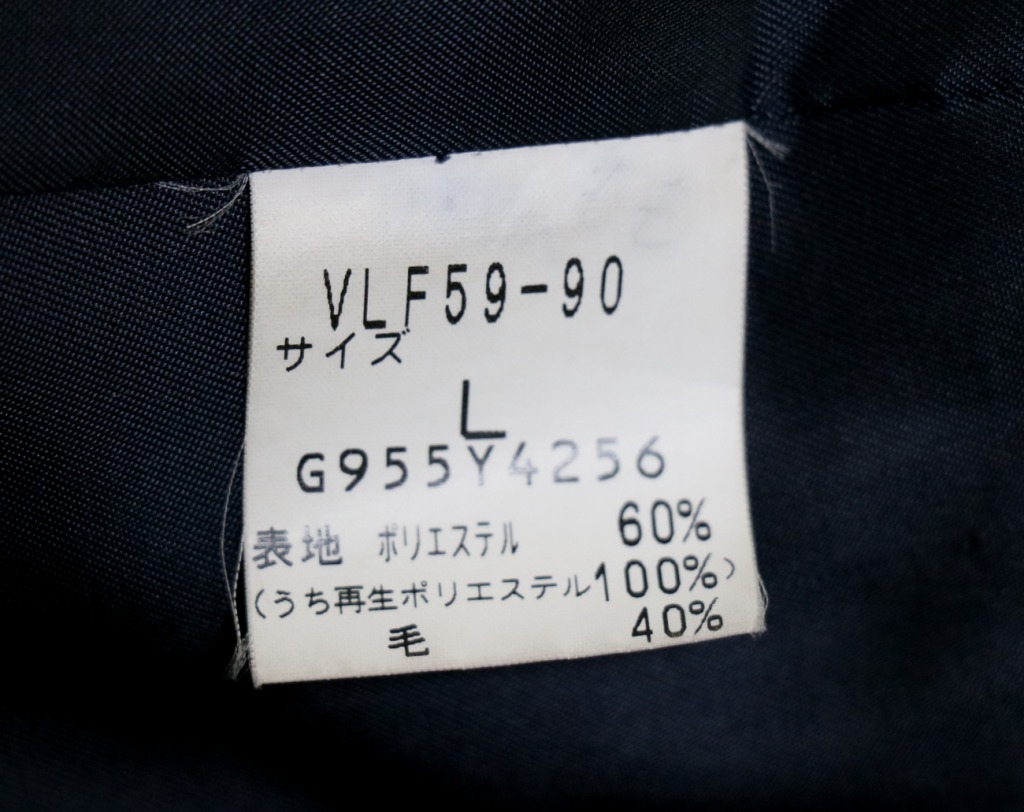 VLF59-90
サイズ
L
G955Y4256
表地 ポリエステル 60%
(うち再生ポリエステル100%)
毛 40%